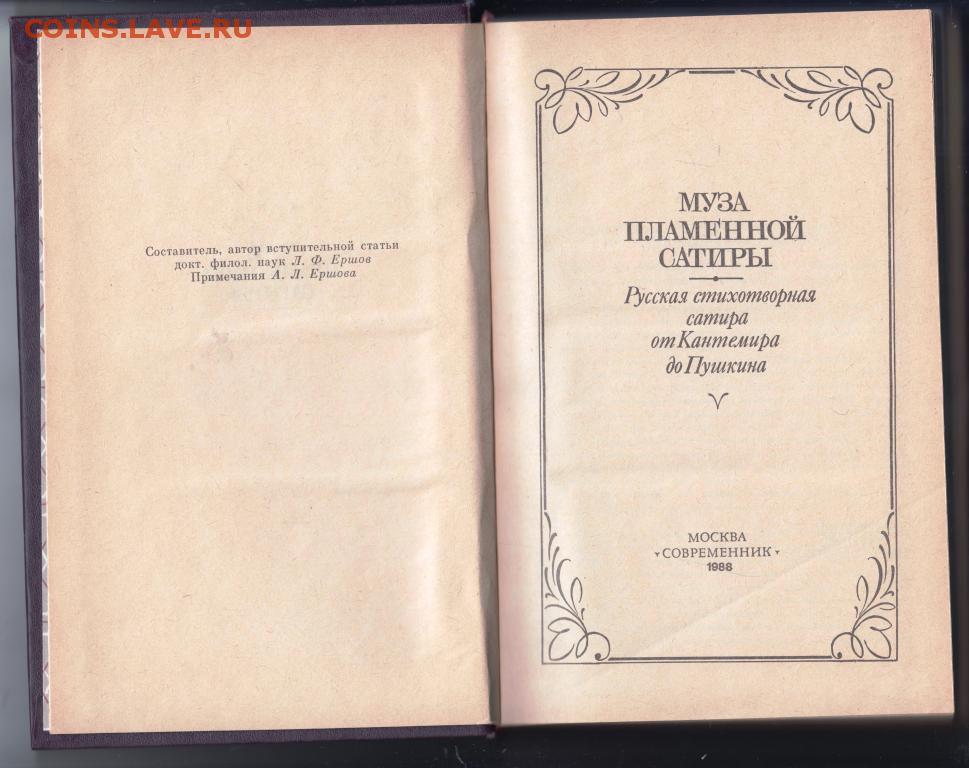 COINS.LAVE.RU
Составитель, автор вступительной статьи
докт. филол. наук Л. Ф. Ершов
Примечания А. Л. Ершова
МУЗА
ПЛАМЕННОЙ
САТИРЫ
Русская стихотворная
сатира
от Кантемира
до Пушкина
МОСКВА
СОВРЕМЕННИК
1988